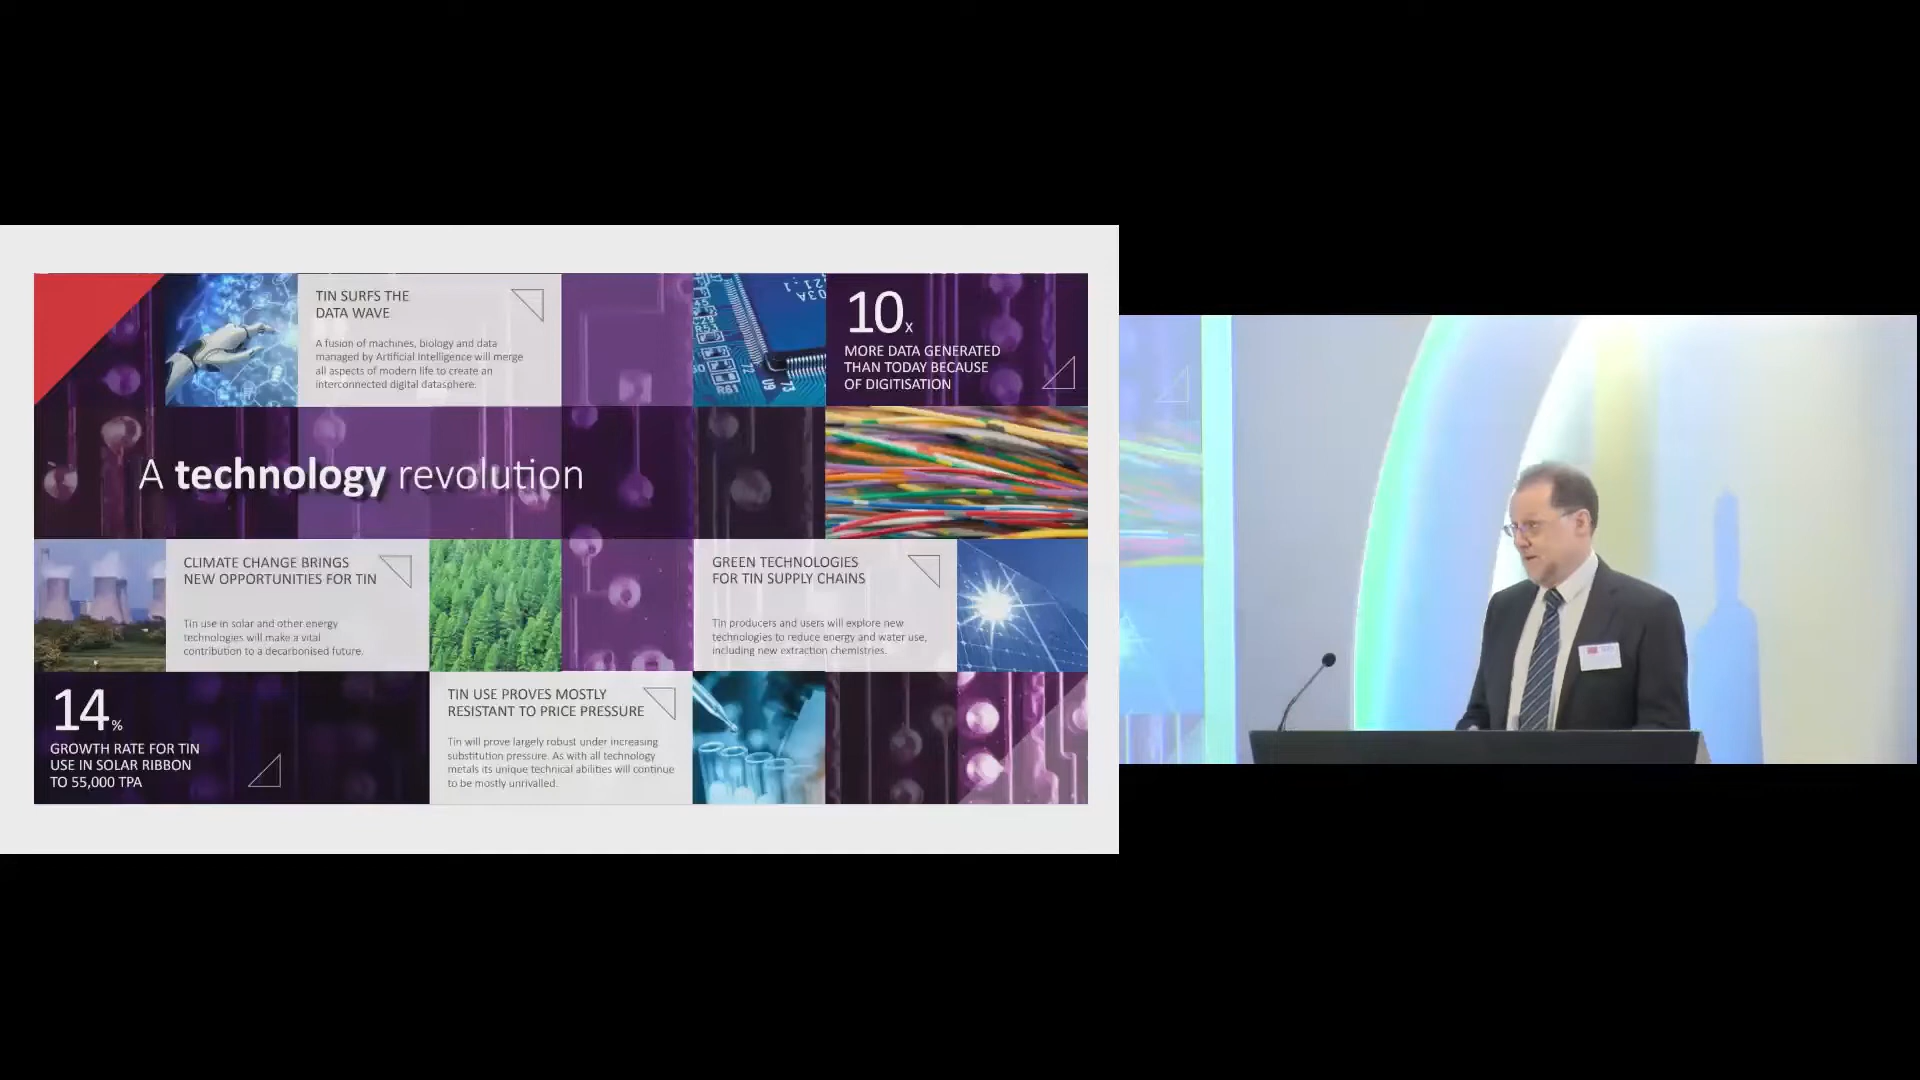 TIN SURFS THE
DATA WAVE
A fusion of machines, biology and data
managed by Artificial Intelligence will merge
all aspects of modern life to create an
interconnected digital datasphere.
10x
MORE DATA GENERATED
THAN TODAY BECAUSE
OF DIGITISATION
A technology revolution
CLIMATE CHANGE BRINGS
NEW OPPORTUNITIES FOR TIN
Tin use in solar and other energy
technologies will make a vital
contribution to a decarbonised future.
GREEN TECHNOLOGIES
FOR TIN SUPPLY CHAINS
Tin producers and users will explore new
technologies to reduce energy and water use,
including new extraction chemistries.
14%
GROWTH RATE FOR TIN
USE IN SOLAR RIBBON
TO 55,000 TPA
TIN USE PROVES MOSTLY
RESISTANT TO PRICE PRESSURE
Tin will prove largely robust under increasing
substitution pressure. As with all technology
metals its unique technical abilities will continue
to be mostly unrivalled.